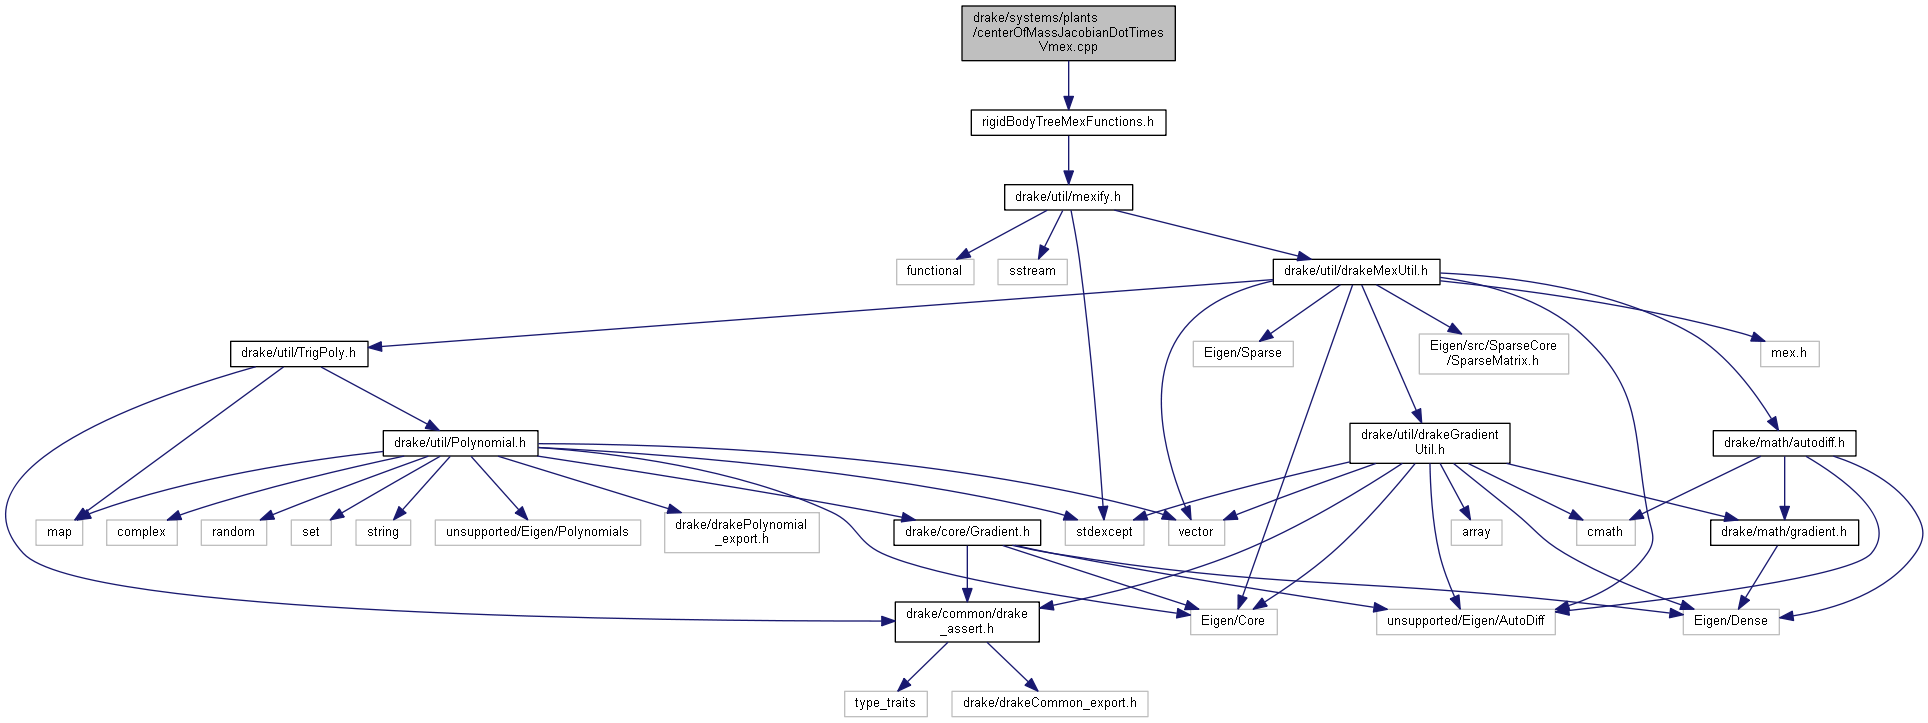 drake/systems/plants
/centerOfMassJacobianDotTimes
Vmex.cpp
rigidBodyTreeMexFunctions.h
drake/util/mexify.h
functional
sstream
drake/util/drakeMexUtil.h
drake/util/TrigPoly.h
Eigen/Sparse
Eigen/src/SparseCore
/SparseMatrix.h
mex.h
drake/util/Polynomial.h
drake/util/drakeGradient
Util.h
drake/math/autodiff.h
map
complex
random
set
string
unsupported/Eigen/Polynomials
drake/drakePolynomial
_export.h
drake/core/Gradient.h
stdexcept
vector
array
cmath
drake/math/gradient.h
drake/common/drake
_assert.h
Eigen/Core
unsupported/Eigen/AutoDiff
Eigen/Dense
type_traits
drake/drakeCommon_export.h